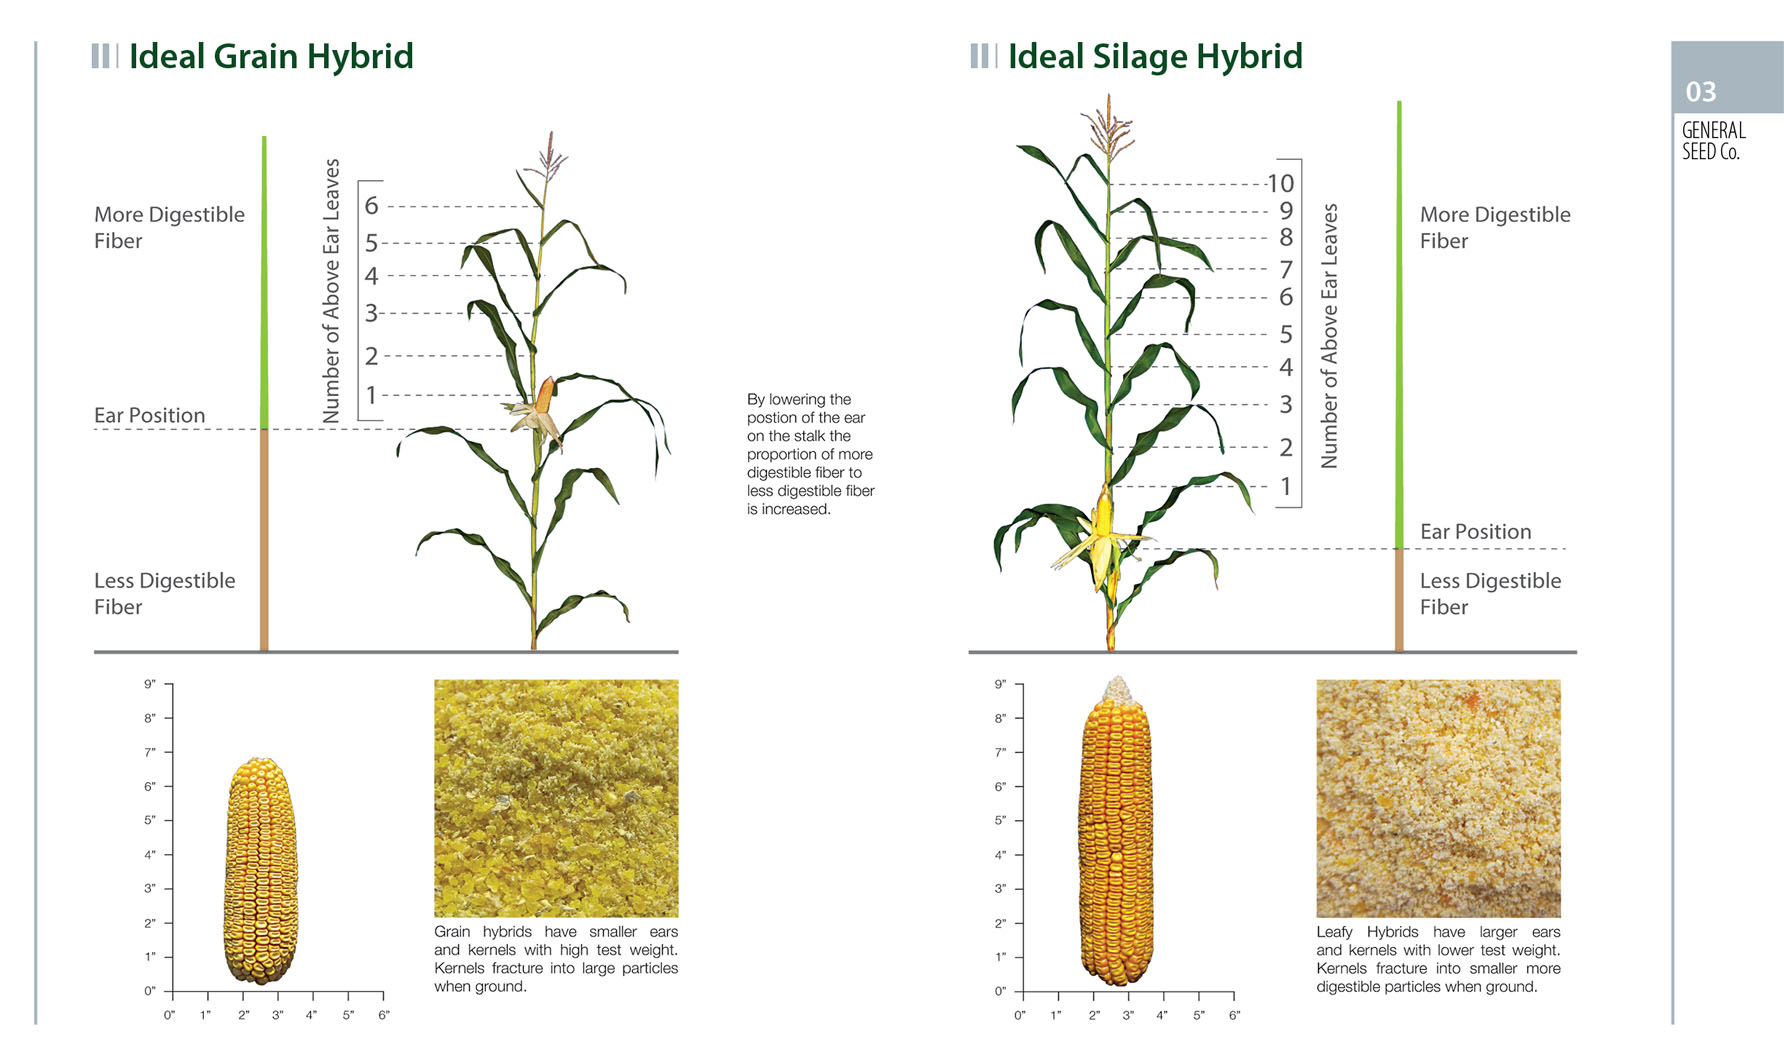 Ideal Grain Hybrid
More Digestible
Fiber
Ear Position
Less Digestible
Fiber
Number of Above Ear Leaves
6
5
4
3
2
1
By lowering the
postion of the ear
on the stalk the
proportion of more
digestible fiber to
less digestible fiber
is increased.
9"
8"
7"
6"
5"
4"
3"
2"
1"
0"
0" 1" 2" 3" 4" 5" 6"
Grain hybrids have smaller ears
and kernels with high test weight.
Kernels fracture into large particles
when ground.
Ideal Silage Hybrid
10
9
8
7
6
5
4
3
2
1
Number of Above Ear Leaves
More Digestible
Fiber
Ear Position
Less Digestible
Fiber
9"
8"
7"
6"
5"
4"
3"
2"
1"
0"
0" 1" 2" 3" 4" 5" 6"
Leafy Hybrids have larger ears
and kernels with lower test weight.
Kernels fracture into smaller more
digestible particles when ground.
03
GENERAL
SEED Co.